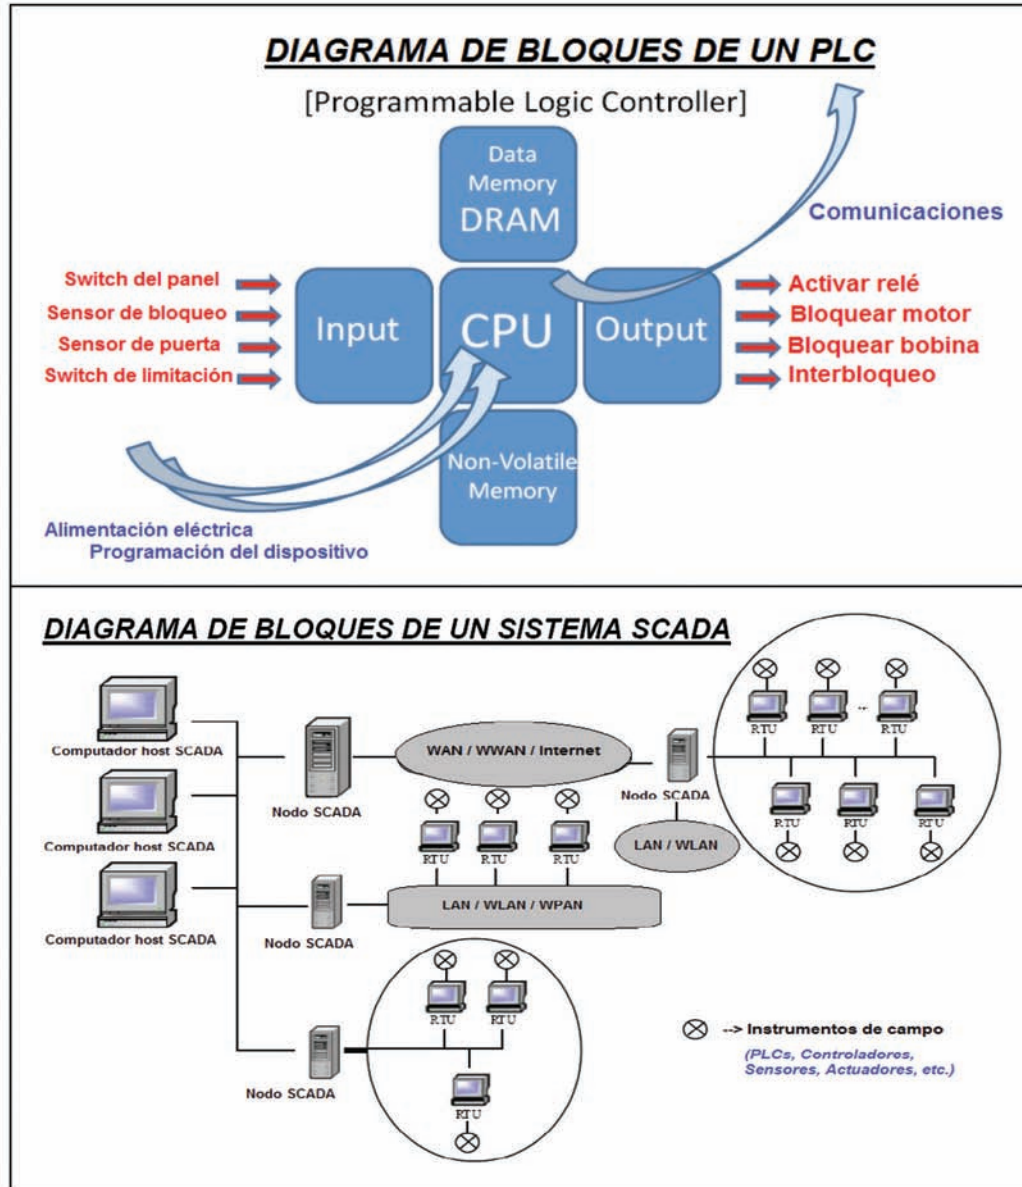 DIAGRAMA DE BLOQUES DE UN PLC
[Programmable Logic Controller]
Data
Memory
DRAM
Comunicaciones
Switch del panel
Sensor de bloqueo
Sensor de puerta
Switch de limitación
Input
CPU
Output
Activar relé
Bloquear motor
Bloquear bobina
Interbloqueo
Non-Volatile
Memory
Alimentación eléctrica
Programación del dispositivo
DIAGRAMA DE BLOQUES DE UN SISTEMA SCADA
Computador host SCADA
Computador host SCADA
Computador host SCADA
Nodo SCADA
WAN / WWAN / Internet
Nodo SCADA
LAN / WLAN
RTU
RTU
...
RTU
RTU
RTU
RTU
RTU
RTU
RTU
Nodo SCADA
LAN / WLAN / WPAN
Nodo SCADA
RTU
RTU
RTU
--> Instrumentos de campo
(PLCs, Controladores,
Sensores, Actuadores, etc.)